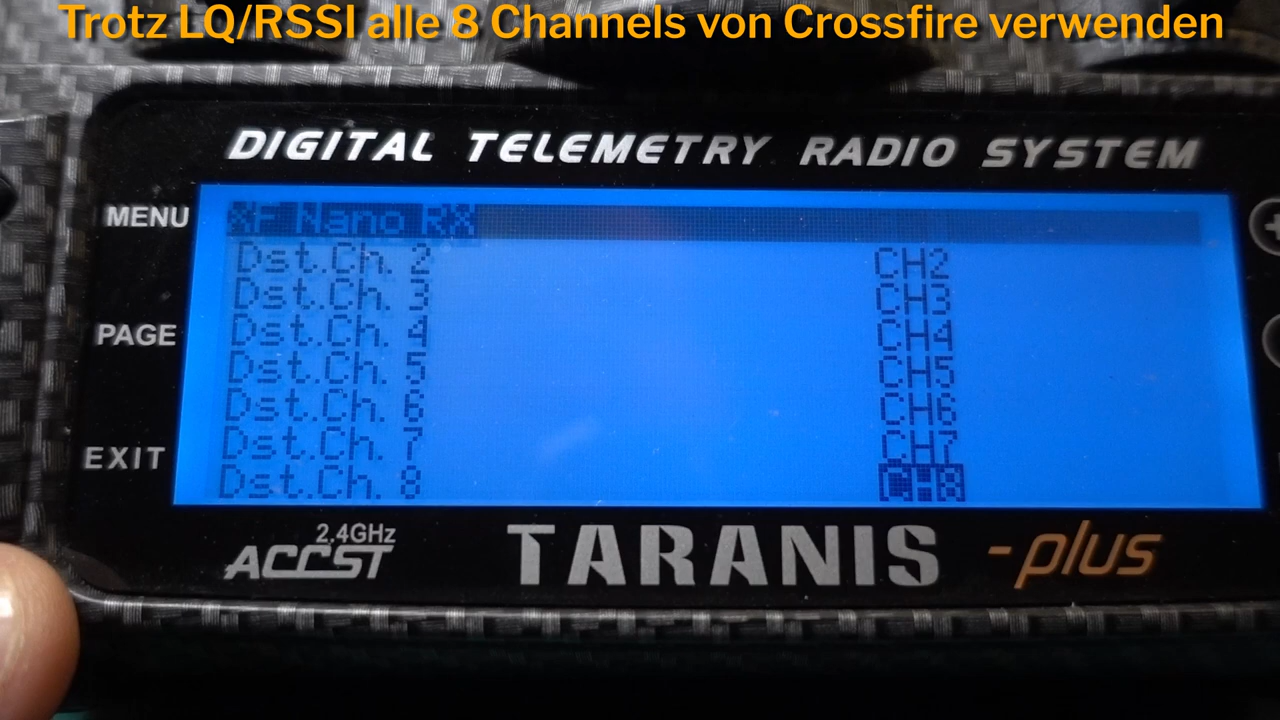 Trotz LQ/RSSI alle 8 Channels von Crossfire verwenden
DIGITAL TELEMETRY RADIO SYSTEM
MENU
XF Nano RX
Dst.Ch. 2 CH2
Dst.Ch. 3 CH3
PAGE
Dst.Ch. 4 CH4
Dst.Ch. 5 CH5
Dst.Ch. 6 CH6
Dst.Ch. 7 CH7
EXIT
Dst.Ch. 8 CH8
2.4GHz
ACCST
TARANIS -plus